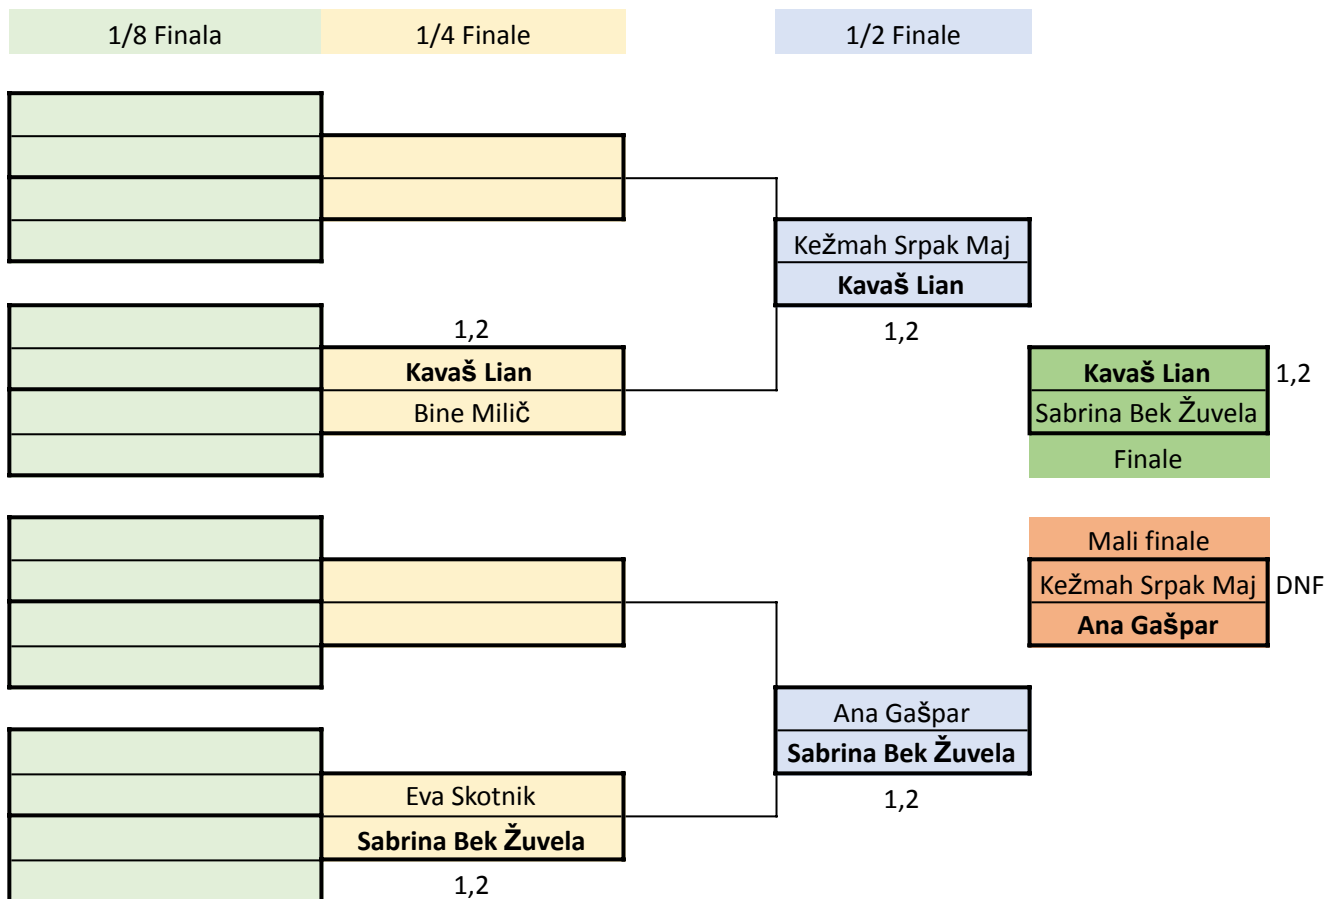 1/8 Finala
1/4 Finale
1/2 Finale
Kežmah Srpak Maj
Kavaš Lian
1,2
1,2
Kavaš Lian
Bine Milič
Kavaš Lian
1,2
Sabrina Bek Žuvela
Finale
Mali finale
Kežmah Srpak Maj
DNF
Ana Gašpar
Ana Gašpar
Sabrina Bek Žuvela
1,2
Eva Skotnik
Sabrina Bek Žuvela
1,2